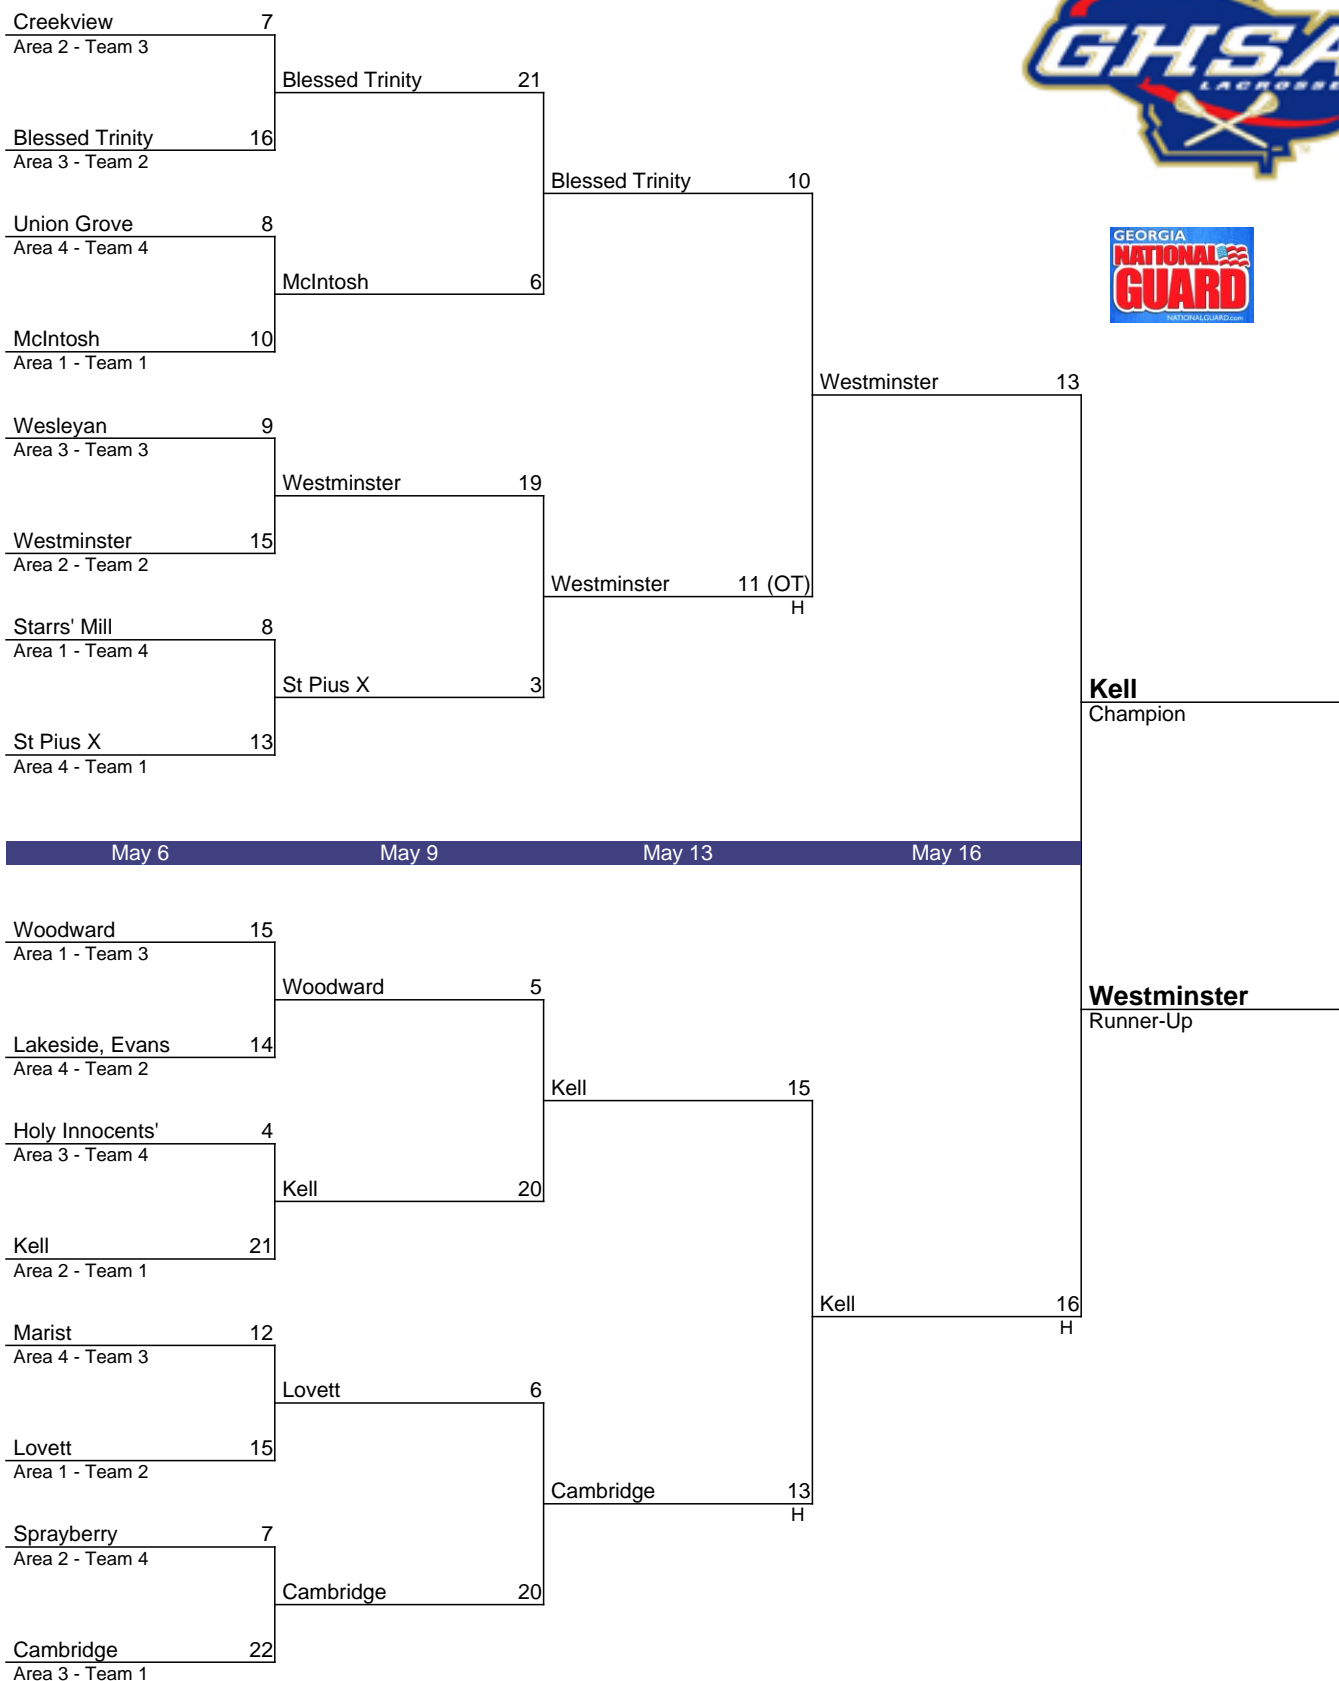 GHSA
LACROSSE
GEORGIA
NATIONAL
GUARD
NATIONALGUARD.com
Creekview 7
Area 2 - Team 3
Blessed Trinity 21
Blessed Trinity 16
Area 3 - Team 2
Blessed Trinity 10
Union Grove 8
Area 4 - Team 4
McIntosh 6
McIntosh 10
Area 1 - Team 1
Westminster 13
Wesleyan 9
Area 3 - Team 3
Westminster 19
Westminster 15
Area 2 - Team 2
Westminster 11 (OT)
H
Starrs' Mill 8
Area 1 - Team 4
St Pius X 3
Kell
Champion
St Pius X 13
Area 4 - Team 1
May 6 May 9 May 13 May 16
Woodward 15
Area 1 - Team 3
Woodward 5
Westminster
Runner-Up
Lakeside, Evans 14
Area 4 - Team 2
Kell 15
Holy Innocents' 4
Area 3 - Team 4
Kell 20
Kell 21
Area 2 - Team 1
Kell 16
H
Marist 12
Area 4 - Team 3
Lovett 6
Lovett 15
Area 1 - Team 2
Cambridge 13
H
Sprayberry 7
Area 2 - Team 4
Cambridge 20
Cambridge 22
Area 3 - Team 1